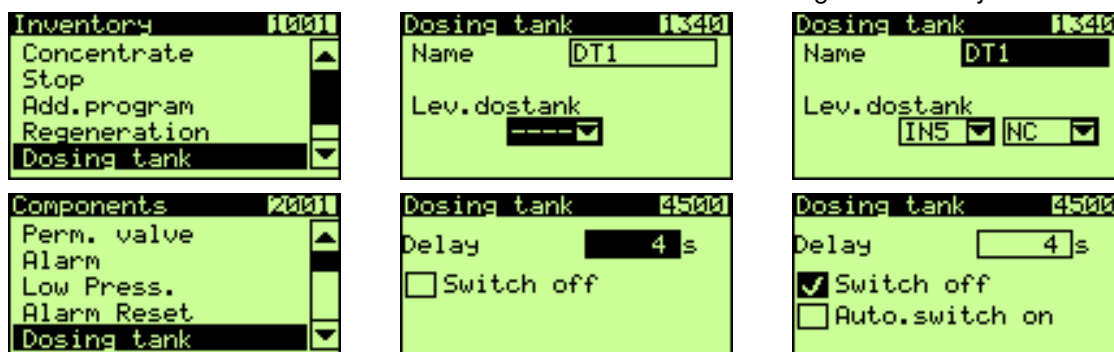 Inventory 1001
Concentrate
Stop
Add.program
Regeneration
Dosing tank
Dosing tank 1340
Name DT1
Lev.dostank
----
Dosing tank 1340
Name DT1
Lev.dostank
IN5 NC
Components 2001
Perm. valve
Alarm
Low Press.
Alarm Reset
Dosing tank
Dosing tank 4500
Delay 4 s
Switch off
Dosing tank 4500
Delay 4 s
Switch off
Auto.switch on